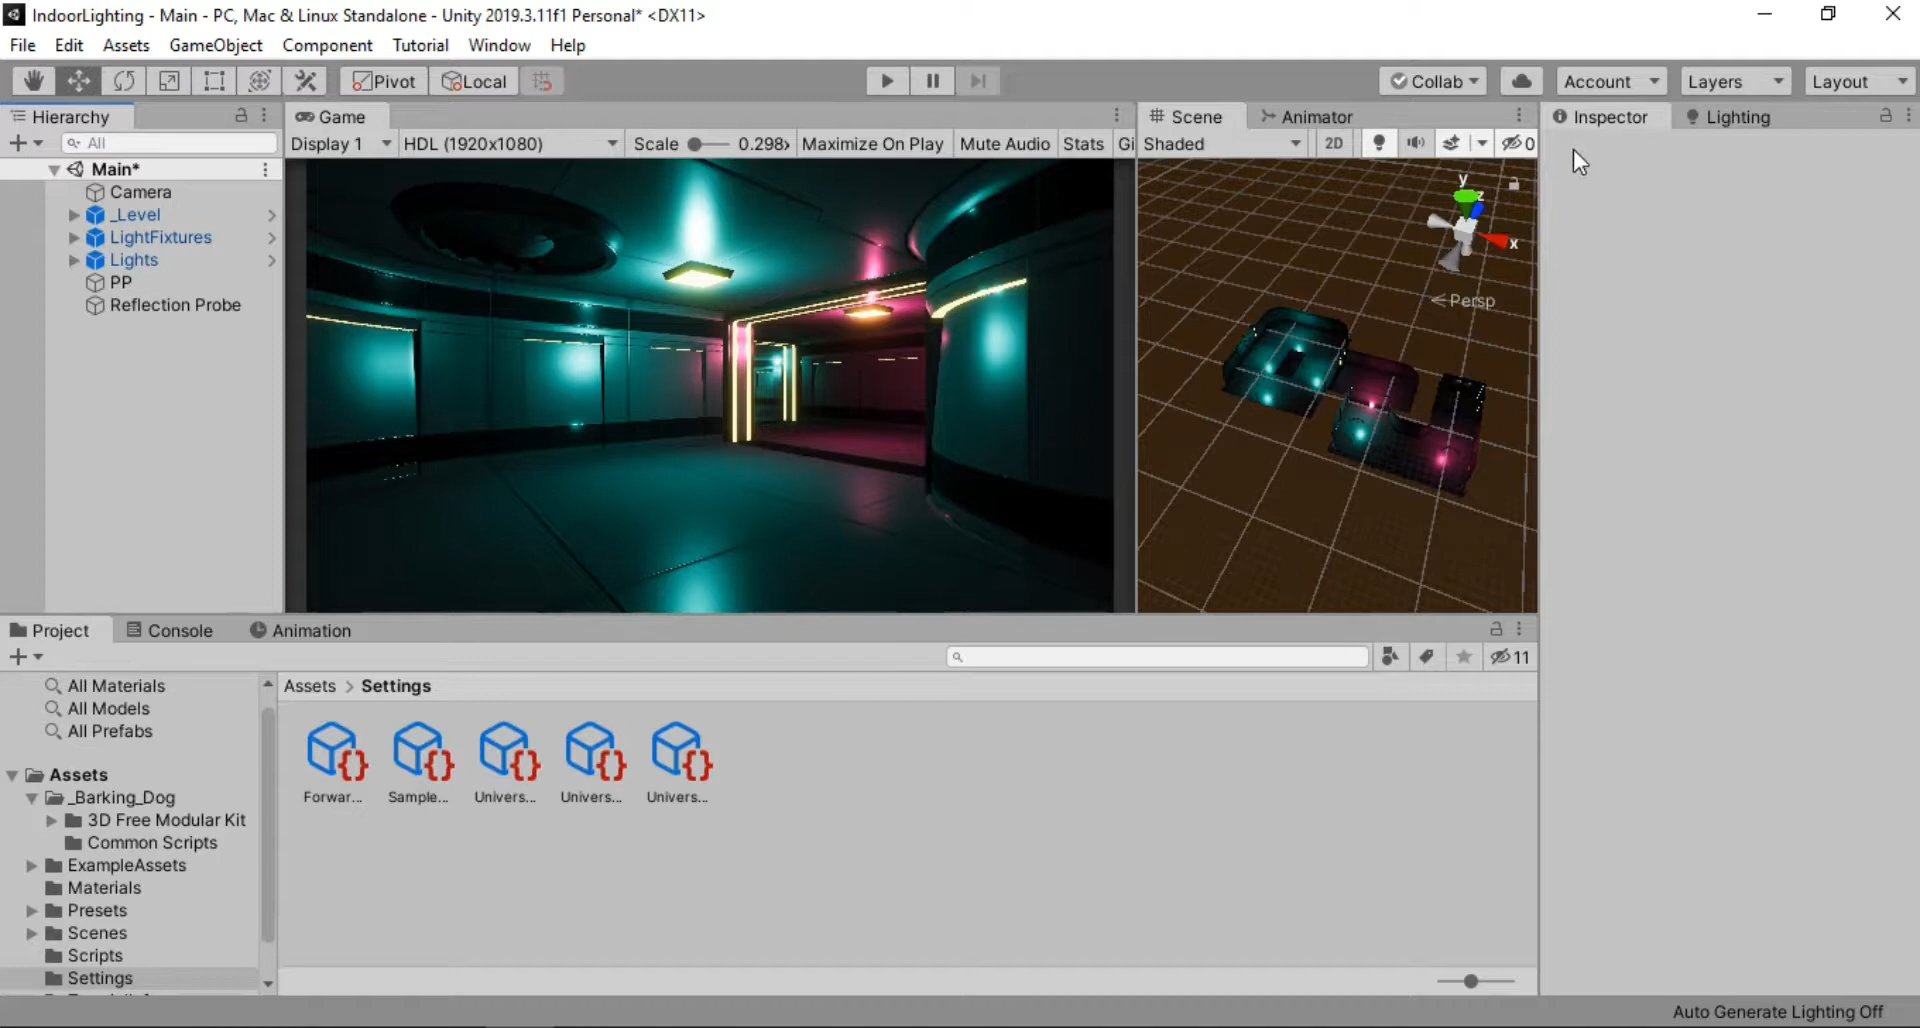 IndoorLighting - Main - PC, Mac & Linux Standalone - Unity 2019.3.11f1 Personal* <DX11>
File Edit Assets GameObject Component Tutorial Window Help
Pivot Local Collab Account Layers Layout
Hierarchy
All
Main*
Camera
_Level
LightFixtures
Lights
PP
Reflection Probe
Game
Display 1 HDL (1920x1080) Scale 0.298 Maximize On Play Mute Audio Stats Gi
Scene Animator
Shaded 2D 0
y
z
x
Persp
Inspector Lighting
Project Console Animation
11
All Materials
All Models
All Prefabs
Assets
_Barking_Dog
3D Free Modular Kit
Common Scripts
ExampleAssets
Materials
Presets
Scenes
Scripts
Settings
Assets > Settings
Forwar... Sample... Univers... Univers... Univers...
Auto Generate Lighting Off